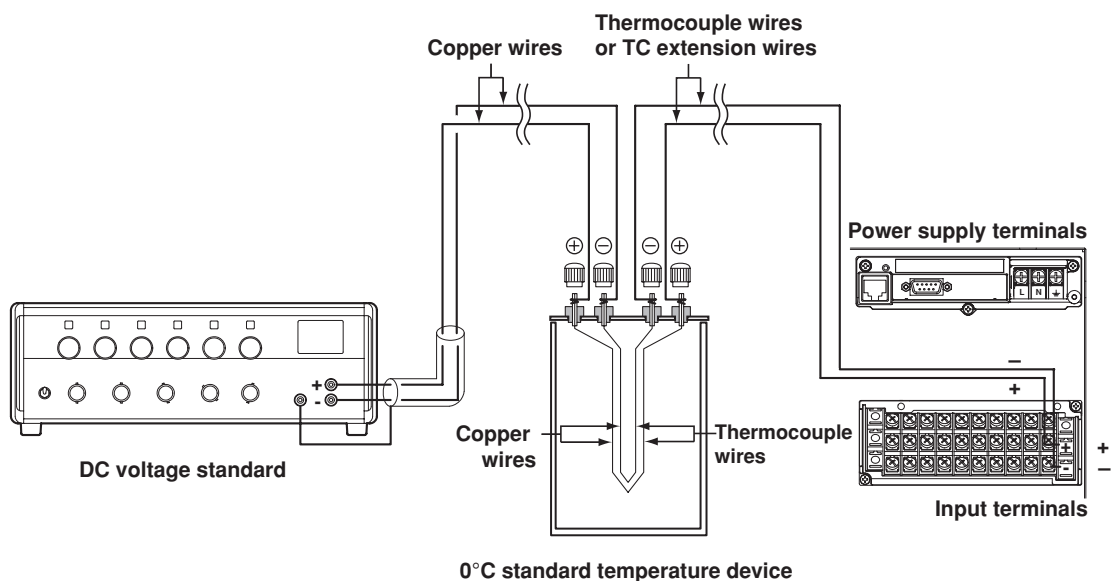 Thermocouple wires
or TC extension wires
Copper wires
⊕ ⊖ ⊖ ⊕
Power supply terminals
L N
+
-
–
+
Copper
wires
Thermocouple
wires
+
-
+
–
DC voltage standard
Input terminals
0°C standard temperature device